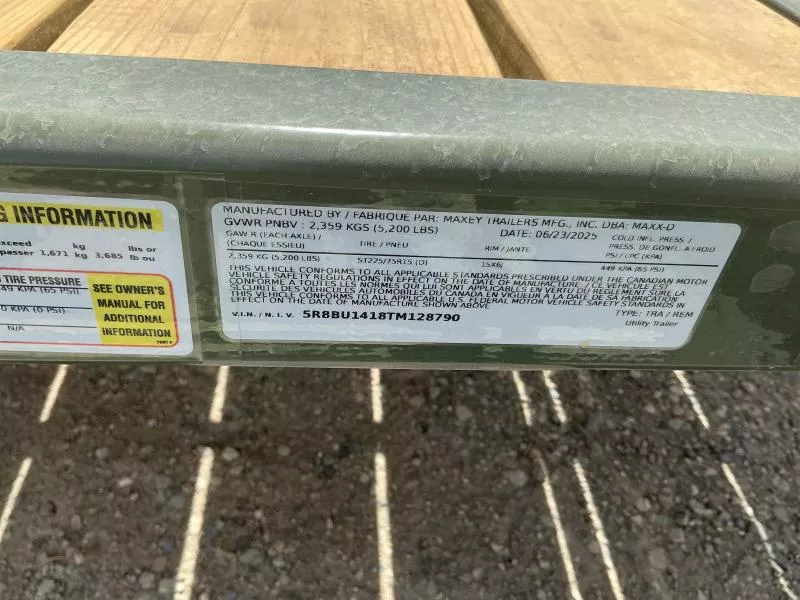 G INFORMATION
xceed kg lbs or
passer 1,671 kg 3,685 lb ou
TIRE PRESSURE
KPA (65 PSI)
0 KPA (0 PSI)
N/A
SEE OWNER'S
MANUAL FOR
ADDITIONAL
INFORMATION
PART #
MANUFACTURED BY / FABRIQUE PAR: MAXEY TRAILERS MFG., INC. DBA: MAXX-D
GVWR PNBV : 2,359 KGS (5,200 LBS) DATE: 06/23/2025
GAW R (EACH AXLE) / (CHAQUE ESSIEU) TIRE / PNEU RIM / JANTE COLD INFL. PRESS / PRESS. DE GONFL. A FROID PSI / LPC (KPA)
2,359 KG (5,200 LBS) ST225/75R15 (D) 15X6J 449 KPA (65 PSI)
THIS VEHICLE CONFORMS TO ALL APPLICABLE STANDARDS PRESCRIBED UNDER THE CANADIAN MOTOR
VEHICLE SAFETY REGULATIONS IN EFFECT ON THE DATE OF MANUFACTURE. / CE VEHICULE EST
CONFORME A TOUTES LES NORMES QUI LUI SONT APPLICABLES EN VERTU DU REGLEMENT SUR LA
SECURITE DES VEHICULES AUTOMOBILES DU CANADA EN VIGUEUR A LA DATE DE SA FABRICATION
THIS VEHICLE CONFORMS TO ALL APPLICABLE U.S. FEDERAL MOTOR VEHICLE SAFETY STANDARDS IN
EFFECT ON THE DATE OF MANUFACTURE SHOWN ABOVE
V.I.N. / N. I. V. 5R8BU1418TM128790 TYPE: TRA / REM
Utility Trailer